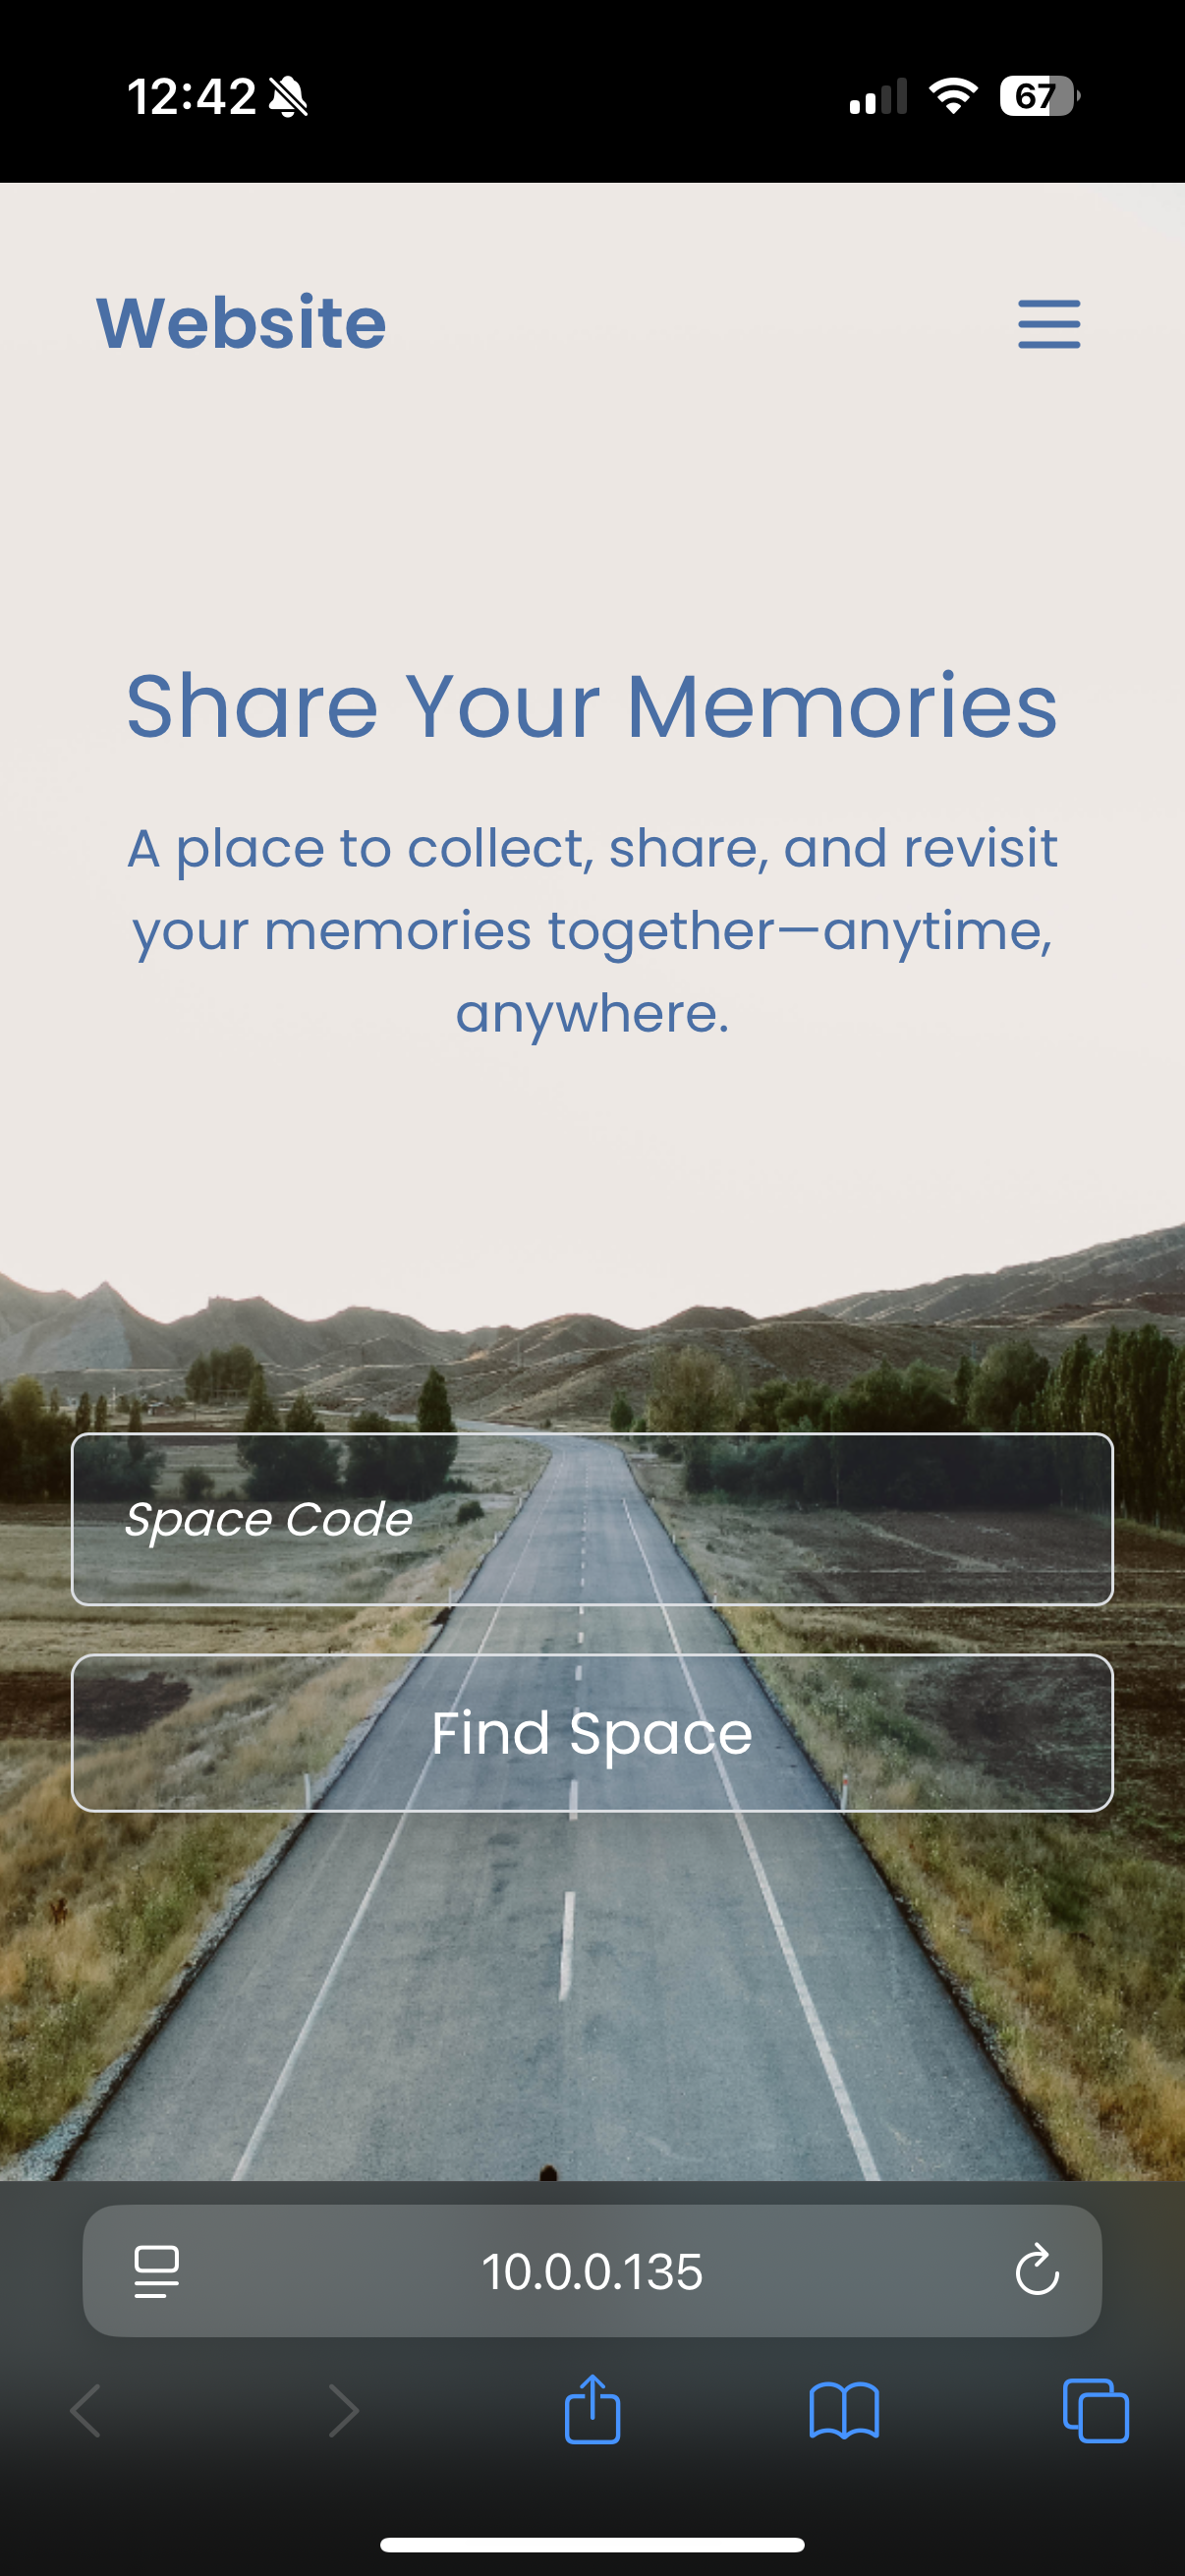 12:42
67
Website
Share Your Memories
A place to collect, share, and revisit
your memories together—anytime,
anywhere.
Space Code
Find Space
10.0.0.135